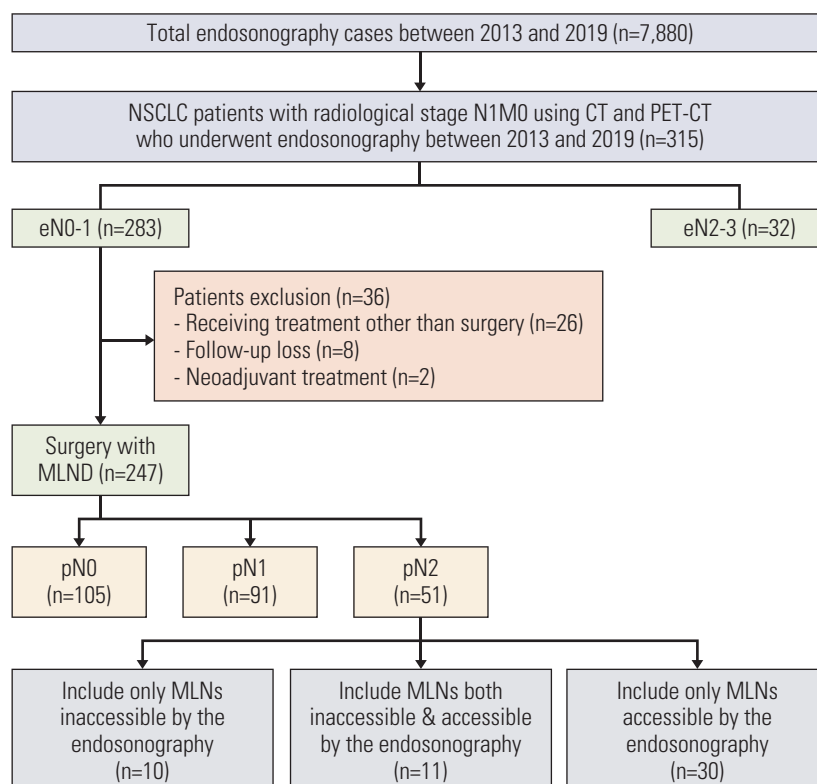 Total endosonography cases between 2013 and 2019 (n=7,880)
NSCLC patients with radiological stage N1M0 using CT and PET-CT
who underwent endosonography between 2013 and 2019 (n=315)
eN0-1 (n=283)
eN2-3 (n=32)
Patients exclusion (n=36)
- Receiving treatment other than surgery (n=26)
- Follow-up loss (n=8)
- Neoadjuvant treatment (n=2)
Surgery with
MLND (n=247)
pN0
(n=105)
pN1
(n=91)
pN2
(n=51)
Include only MLNs
inaccessible by the
endosonography
(n=10)
Include MLNs both
inaccessible & accessible
by the endosonography
(n=11)
Include only MLNs
accessible by the
endosonography
(n=30)